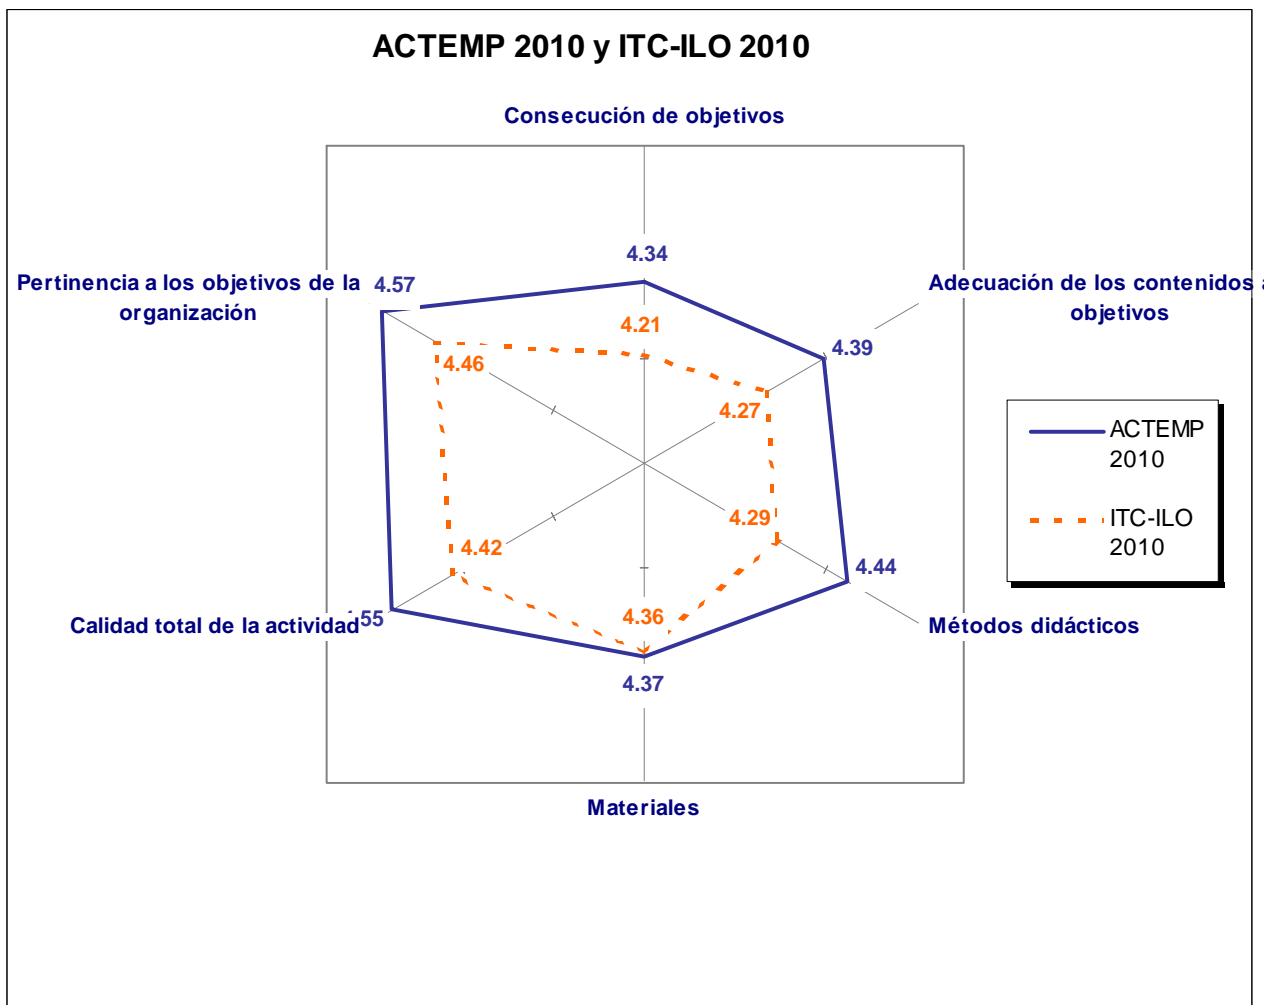 ACTEMP 2010 y ITC-ILO 2010
Consecución de objetivos
4.34
Pertinencia a los objetivos de la
organización
4.57
Adecuación de los contenidos a
objetivos
4.21
4.39
4.46
4.27
ACTEMP
2010
ITC-ILO
2010
4.29
4.42
4.44
4.36
Calidad total de la actividad
.55
Métodos didácticos
4.37
Materiales